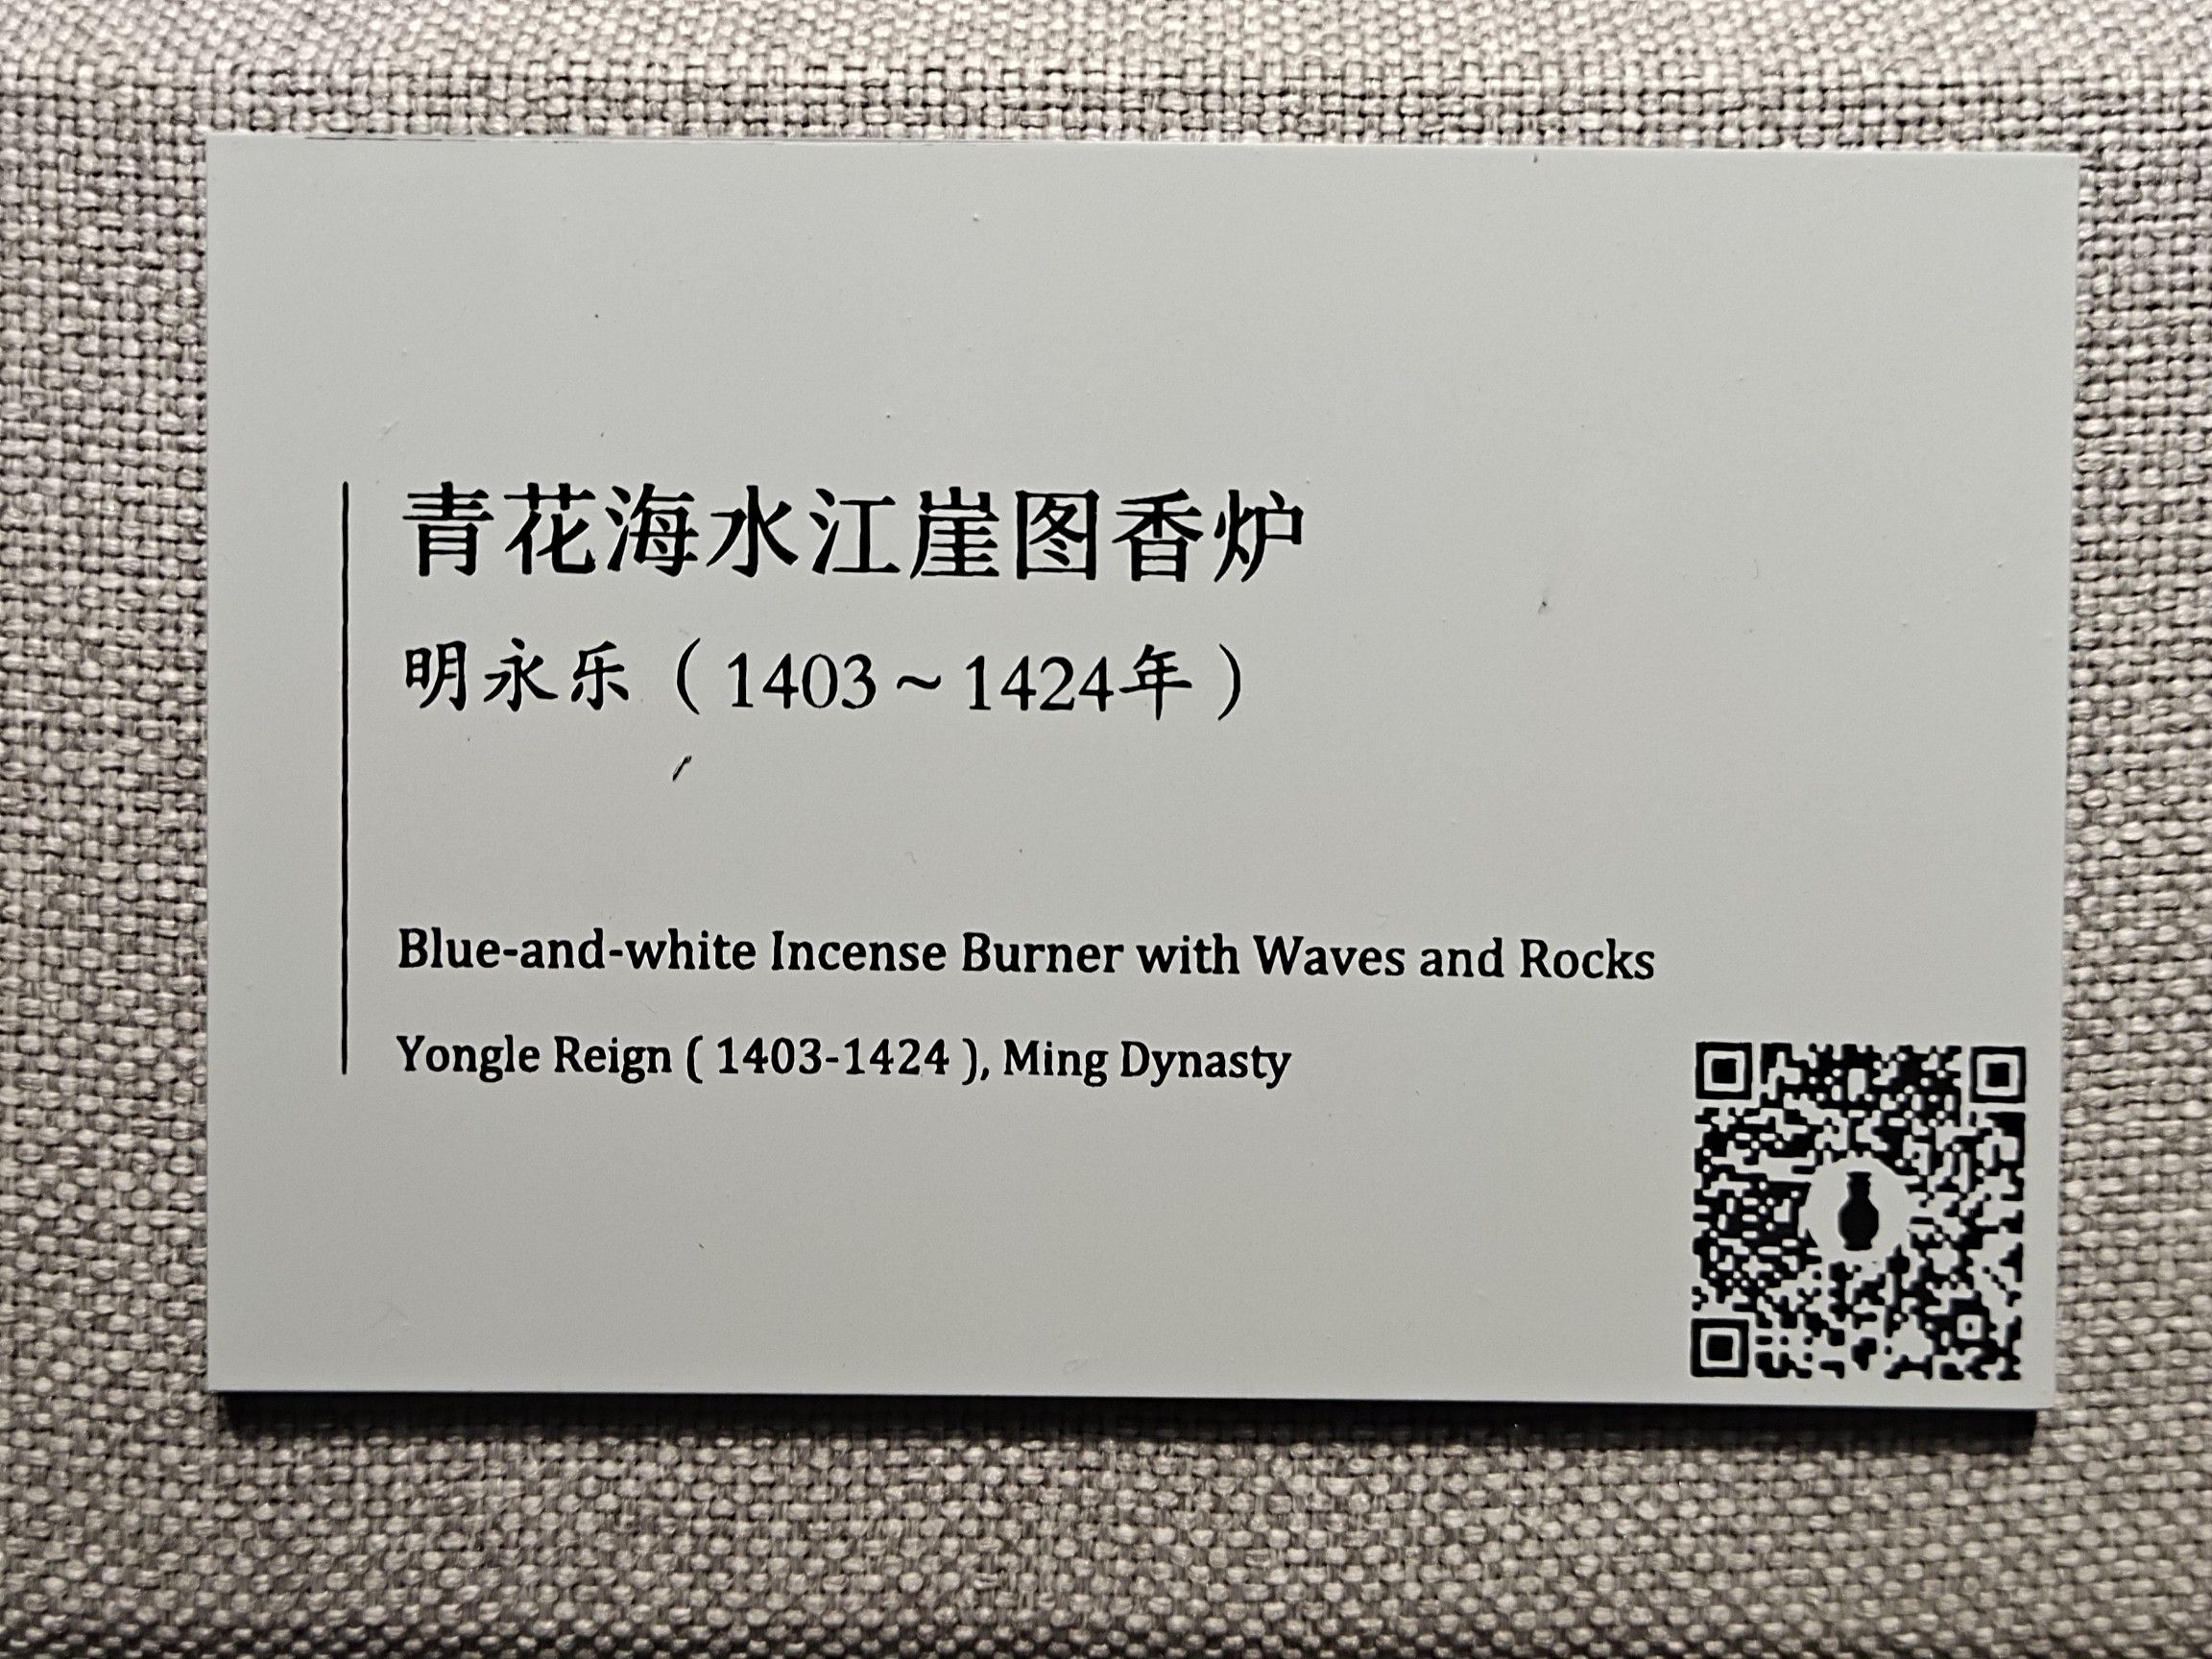 青花海水江崖图香炉
明永乐（1403～1424年）
Blue-and-white Incense Burner with Waves and Rocks
Yongle Reign ( 1403-1424 ), Ming Dynasty